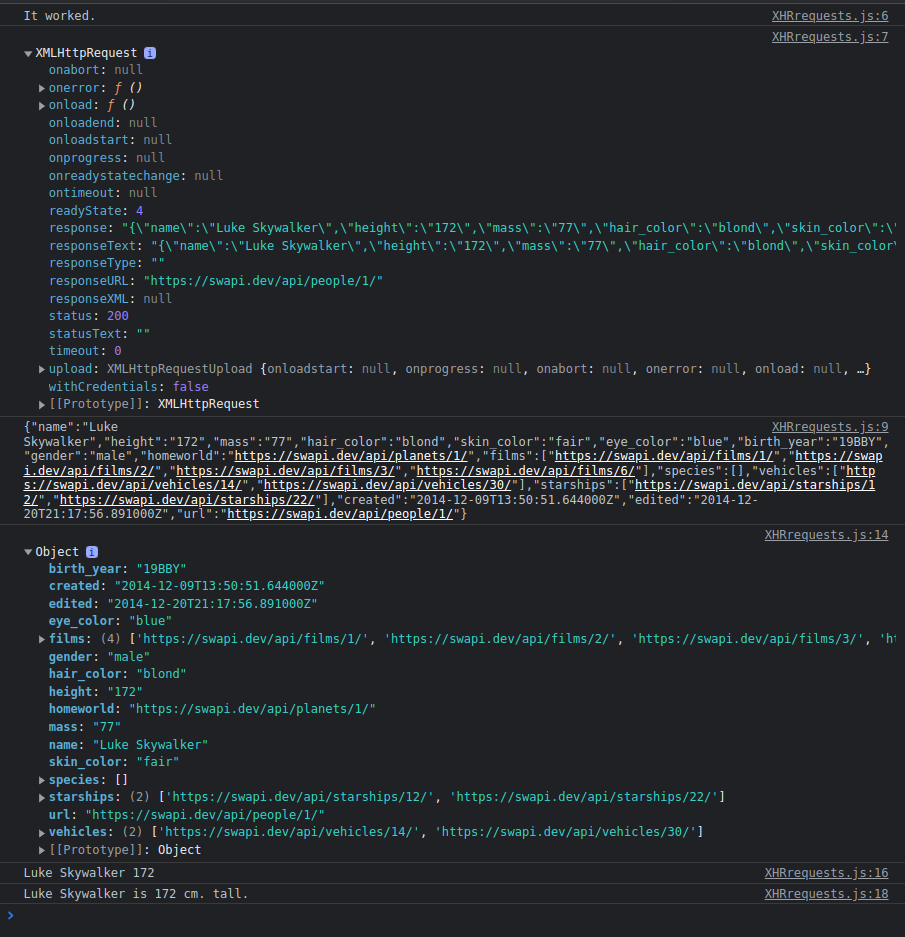 It worked. XHRrequests.js:6
XHRrequests.js:7
▼XMLHttpRequest i
onabort: null
▶onerror: ƒ ()
▶onload: ƒ ()
onloadend: null
onloadstart: null
onprogress: null
onreadystatechange: null
ontimeout: null
readyState: 4
response: "{\"name\":\"Luke Skywalker\",\"height\":\"172\",\"mass\":\"77\",\"hair_color\":\"blond\",\"skin_color\":\"
responseText: "{\"name\":\"Luke Skywalker\",\"height\":\"172\",\"mass\":\"77\",\"hair_color\":\"blond\",\"skin_color\
responseType: ""
responseURL: "https://swapi.dev/api/people/1/"
responseXML: null
status: 200
statusText: ""
timeout: 0
▶upload: XMLHttpRequestUpload {onloadstart: null, onprogress: null, onabort: null, onerror: null, onload: null, …}
withCredentials: false
▶[[Prototype]]: XMLHttpRequest
{"name":"Luke XHRrequests.js:9
Skywalker","height":"172","mass":"77","hair_color":"blond","skin_color":"fair","eye_color":"blue","birth_year":"19BBY",
"gender":"male","homeworld":"https://swapi.dev/api/planets/1/","films":["https://swapi.dev/api/films/1/","https://swap
i.dev/api/films/2/","https://swapi.dev/api/films/3/","https://swapi.dev/api/films/6/"],"species":[],"vehicles":["http
s://swapi.dev/api/vehicles/14/","https://swapi.dev/api/vehicles/30/"],"starships":["https://swapi.dev/api/starships/1
2/","https://swapi.dev/api/starships/22/"],"created":"2014-12-09T13:50:51.644000Z","edited":"2014-12-
20T21:17:56.891000Z","url":"https://swapi.dev/api/people/1/"}
XHRrequests.js:14
▼Object i
birth_year: "19BBY"
created: "2014-12-09T13:50:51.644000Z"
edited: "2014-12-20T21:17:56.891000Z"
eye_color: "blue"
▶films: (4) ['https://swapi.dev/api/films/1/', 'https://swapi.dev/api/films/2/', 'https://swapi.dev/api/films/3/', 'ht
gender: "male"
hair_color: "blond"
height: "172"
homeworld: "https://swapi.dev/api/planets/1/"
mass: "77"
name: "Luke Skywalker"
skin_color: "fair"
▶species: []
▶starships: (2) ['https://swapi.dev/api/starships/12/', 'https://swapi.dev/api/starships/22/']
url: "https://swapi.dev/api/people/1/"
▶vehicles: (2) ['https://swapi.dev/api/vehicles/14/', 'https://swapi.dev/api/vehicles/30/']
▶[[Prototype]]: Object
Luke Skywalker 172 XHRrequests.js:16
Luke Skywalker is 172 cm. tall. XHRrequests.js:18